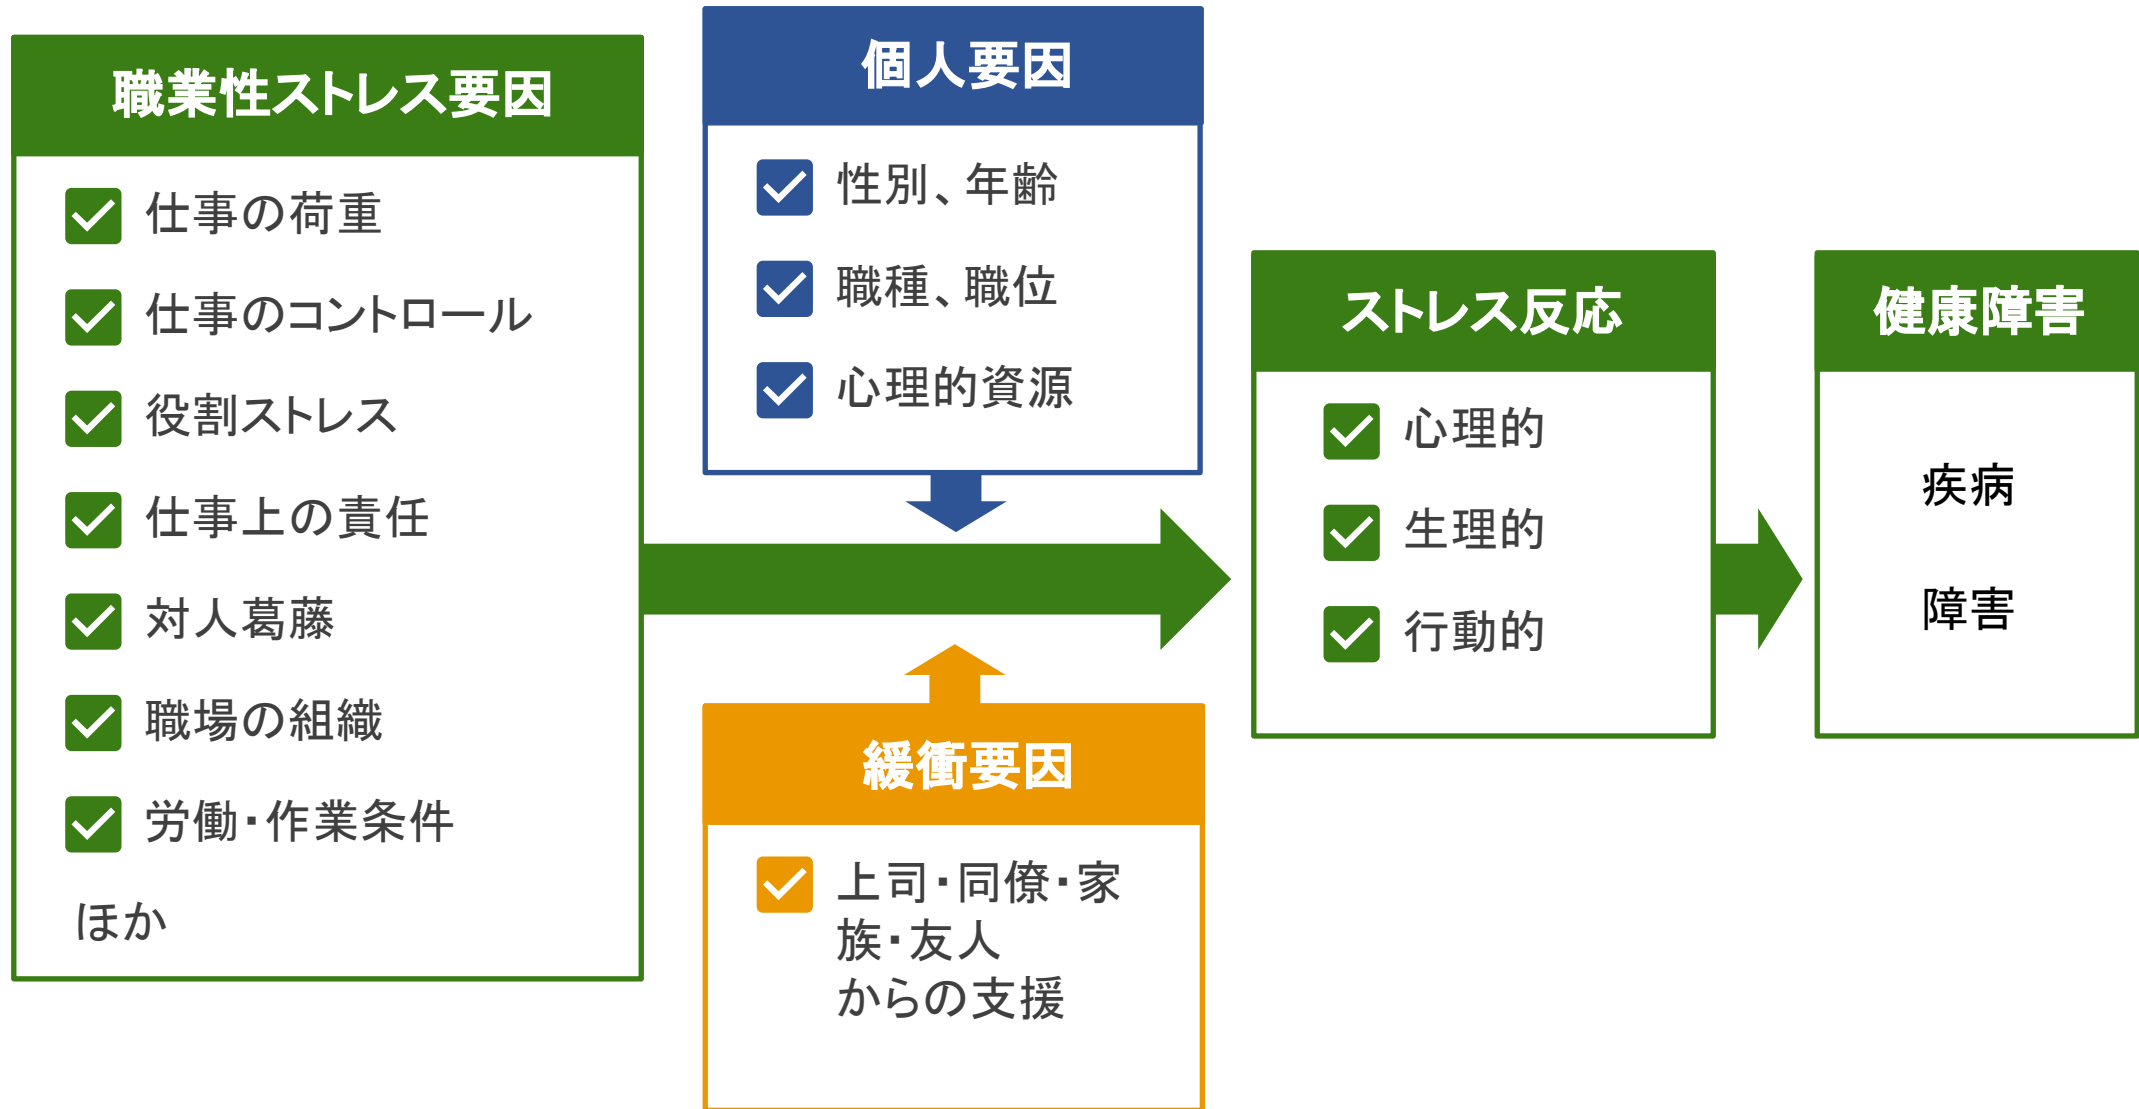 職業性ストレス要因
仕事の荷重
仕事のコントロール
役割ストレス
仕事上の責任
対人葛藤
職場の組織
労働・作業条件
ほか
個人要因
性別、年齢
職種、職位
心理的資源
緩衝要因
上司・同僚・家
族・友人
からの支援
ストレス反応
心理的
生理的
行動的
健康障害
疾病
障害